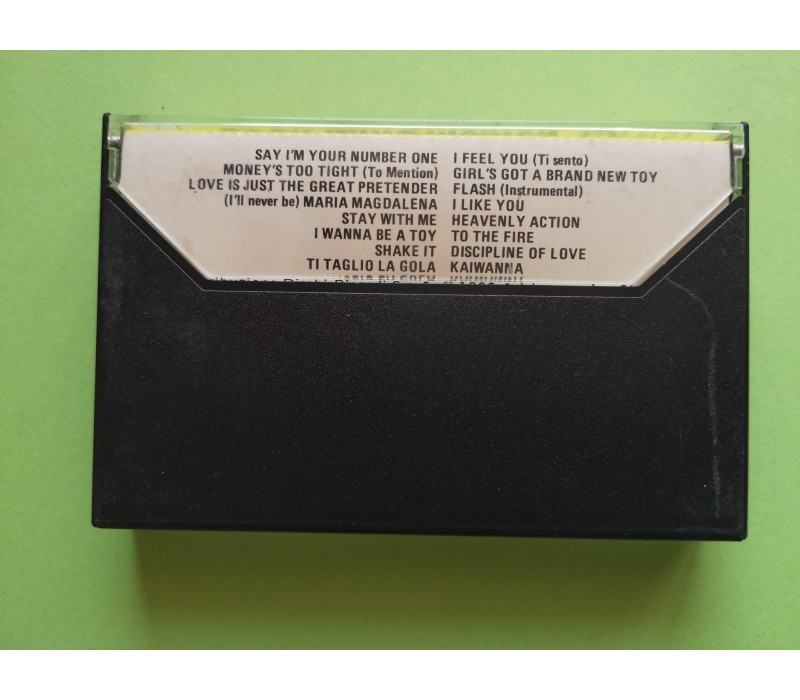 SAY I'M YOUR NUMBER ONE
MONEY'S TOO TIGHT (To Mention)
LOVE IS JUST THE GREAT PRETENDER
(I'll never be) MARIA MAGDALENA
STAY WITH ME
I WANNA BE A TOY
SHAKE IT
TI TAGLIO LA GOLA
I FEEL YOU (Ti sento)
GIRL'S GOT A BRAND NEW TOY
FLASH (Instrumental)
I LIKE YOU
HEAVENLY ACTION
TO THE FIRE
DISCIPLINE OF LOVE
KAIWANNA